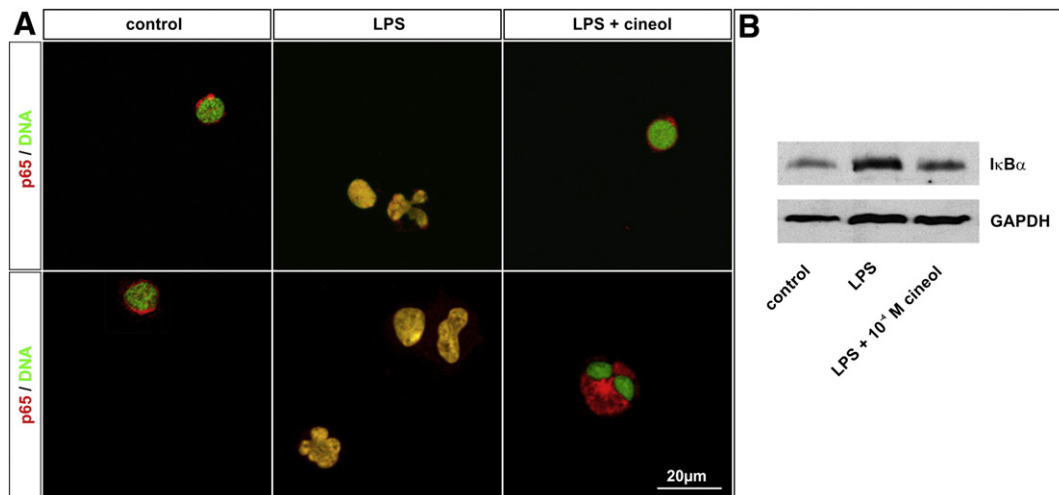 A
control
LPS
LPS + cineol
p65 / DNA
p65 / DNA
20µm
B
IκBα
GAPDH
control
LPS
LPS + 10⁻⁴ M cineol